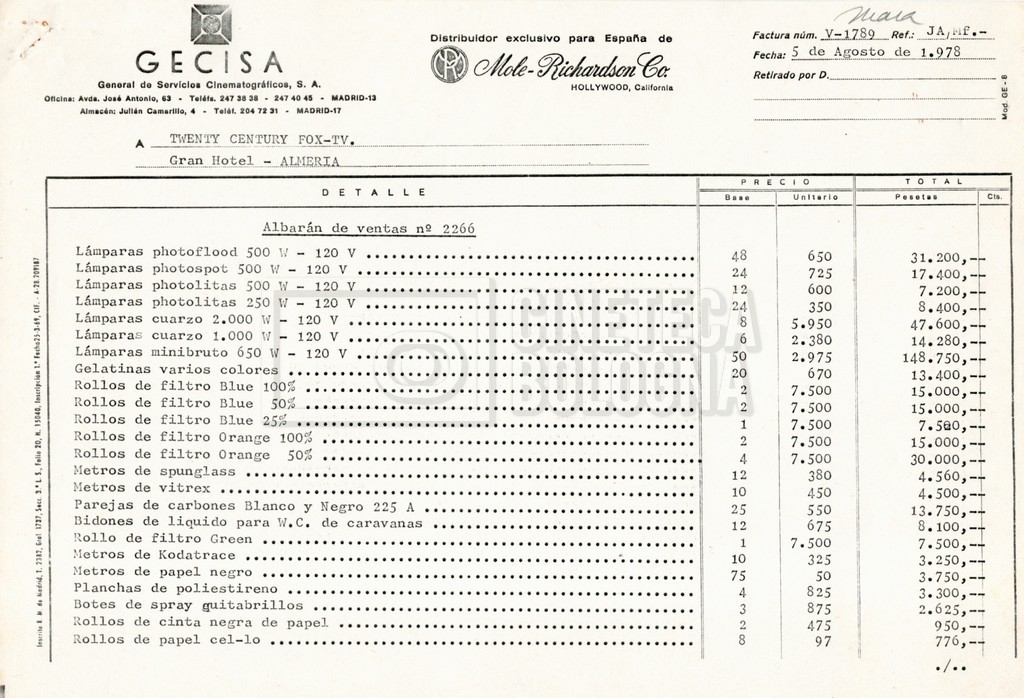 Mara
GECISA
General de Servicios Cinematográficos, S. A.
Oficina: Avda. José Antonio, 63 - Teléfs. 247 38 38 - 247 40 45 - MADRID-13
Almacén: Julián Camarillo, 4 - Teléf. 204 72 31 - MADRID-17
Distribuidor exclusivo para España de
Mole-Richardson Co.
HOLLYWOOD, California
Factura núm. V-1789 Ref.: JA/Mf.-
Fecha: 5 de Agosto de 1.978
Retirado por D.
Mod. GE - 8
A TWENTY CENTURY FOX-TV.
Gran Hotel - ALMERIA
DETALLE PRECIO TOTAL
Base Unitario Pesetas Cts.
Albarán de ventas nº 2266
Lámparas photoflood 500 W - 120 V 48 650 31.200,--
Lámparas photospot 500 W - 120 V 24 725 17.400,--
Lámparas photolitas 500 W - 120 V 12 600 7.200,--
Lámparas photolitas 250 W - 120 V 24 350 8.400,--
Lámparas cuarzo 2.000 W - 120 V 8 5.950 47.600,--
Lámparas cuarzo 1.000 W - 120 V 6 2.380 14.280,--
Lámparas minibruto 650 W - 120 V 50 2.975 148.750,--
Gelatinas varios colores 20 670 13.400,--
Rollos de filtro Blue 100% 2 7.500 15.000,--
Rollos de filtro Blue 50% 2 7.500 15.000,--
Rollos de filtro Blue 25% 1 7.500 7.500,--
Rollos de filtro Orange 100% 2 7.500 15.000,--
Rollos de filtro Orange 50% 4 7.500 30.000,--
Metros de spunglass 12 380 4.560,--
Metros de vitrex 10 450 4.500,--
Parejas de carbones Blanco y Negro 225 A 25 550 13.750,--
Bidones de liquido para W.C. de caravanas 12 675 8.100,--
Rollo de filtro Green 1 7.500 7.500,--
Metros de Kodatrace 10 325 3.250,--
Metros de papel negro 75 50 3.750,--
Planchas de poliestireno 4 825 3.300,--
Botes de spray guitabrillos 3 875 2.625,--
Rollos de cinta negra de papel 2 475 950,--
Rollos de papel cel-lo 8 97 776,--
./..
CINETECA
BOLOGNA